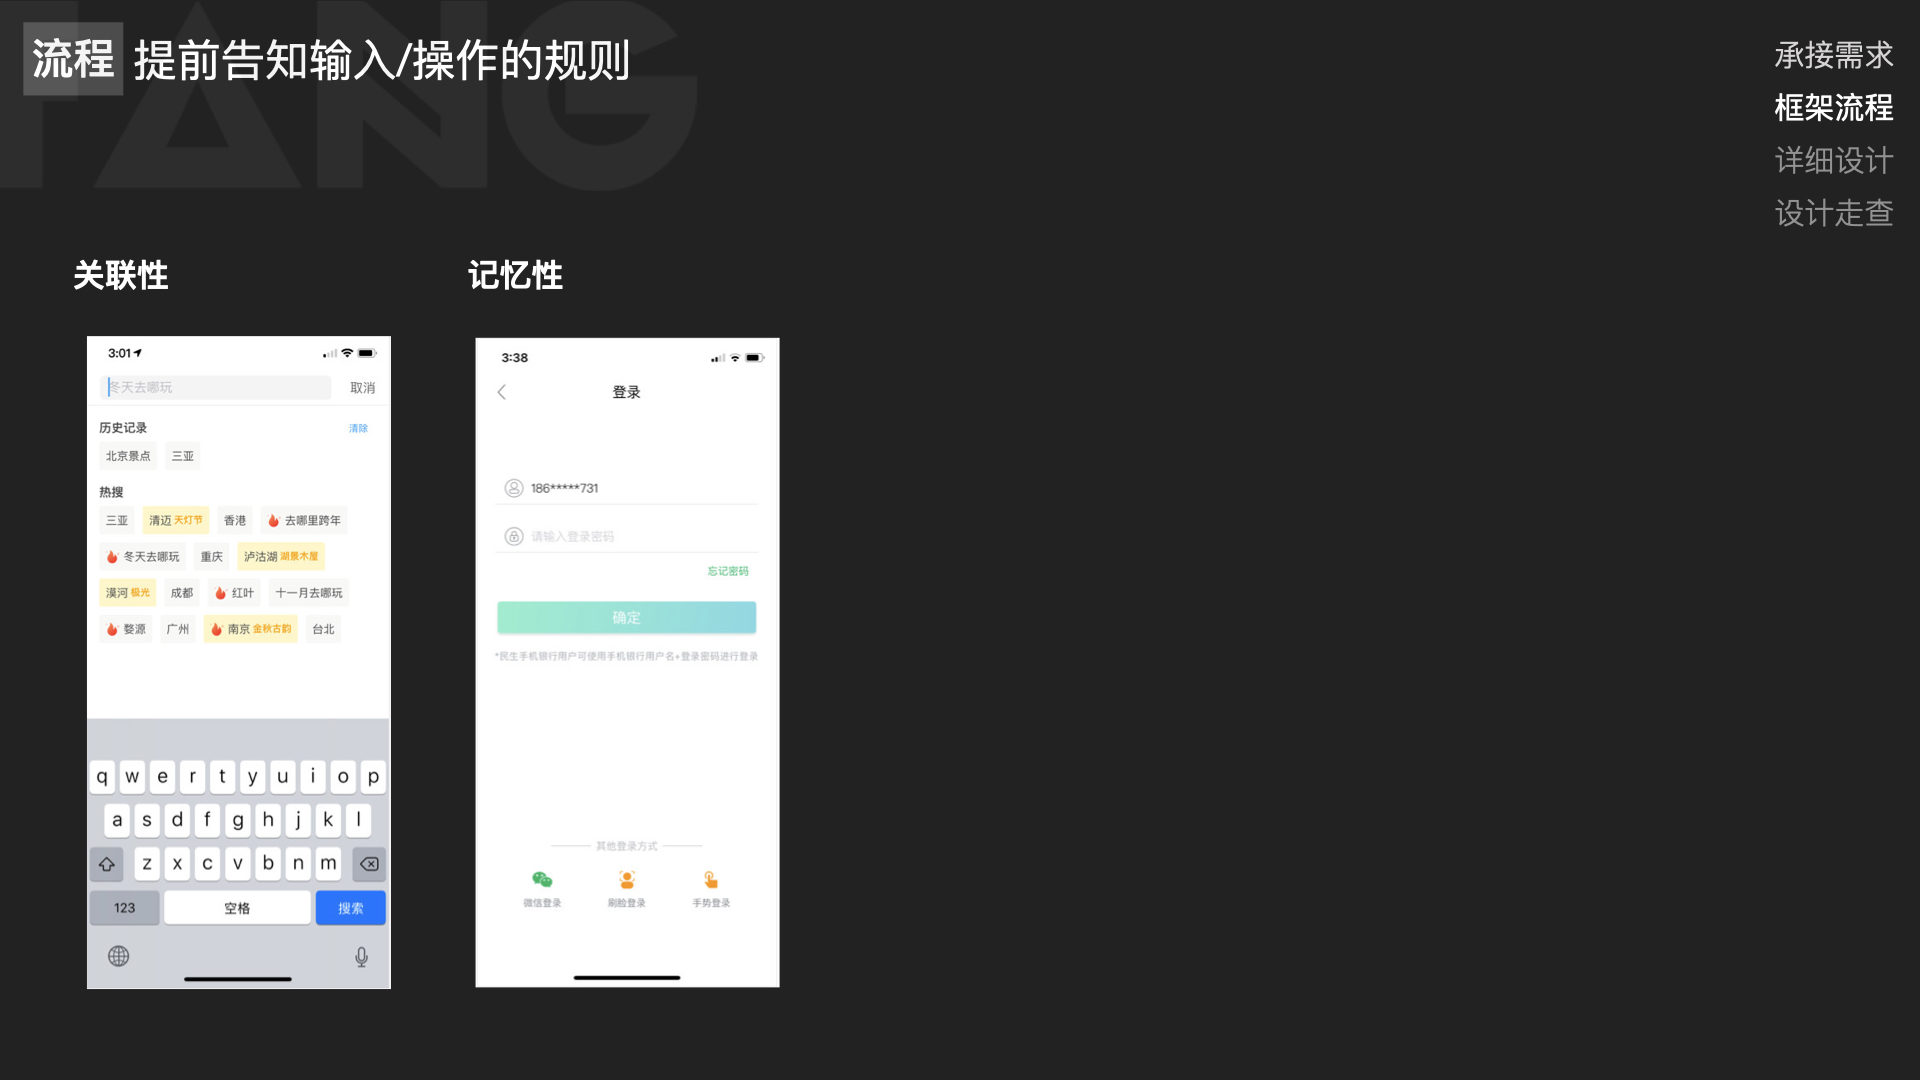 TANG
流程 提前告知输入/操作的规则
承接需求
框架流程
详细设计
设计走查
关联性
记忆性
3:01
冬天去哪玩
取消
历史记录
清除
北京景点 三亚
热搜
三亚 清迈 天灯节 香港 去哪里跨年
冬天去哪玩 重庆 泸沽湖 湖景木屋
漠河 极光 成都 红叶 十一月去哪玩
婺源 广州 南京 金秋古韵 台北
q w e r t y u i o p
a s d f g h j k l
z x c v b n m
123 空格 搜索
3:38
登录
186*****731
请输入登录密码
忘记密码
确定
*民生手机银行用户可使用手机银行用户名+登录密码进行登录
其他登录方式
微信登录 刷脸登录 手势登录